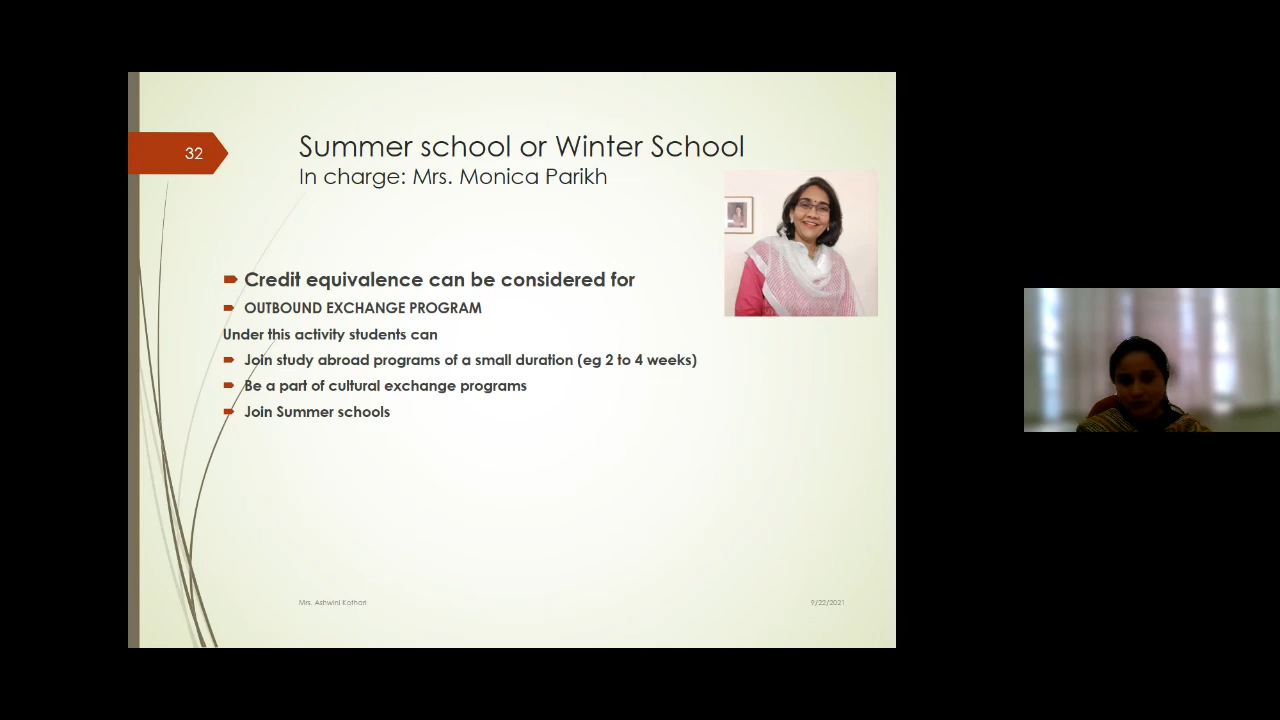 32
Summer school or Winter School
In charge: Mrs. Monica Parikh
Credit equivalence can be considered for
OUTBOUND EXCHANGE PROGRAM
Under this activity students can
Join study abroad programs of a small duration (eg 2 to 4 weeks)
Be a part of cultural exchange programs
Join Summer schools
Mrs. Ashwini Kothari
9/22/2021